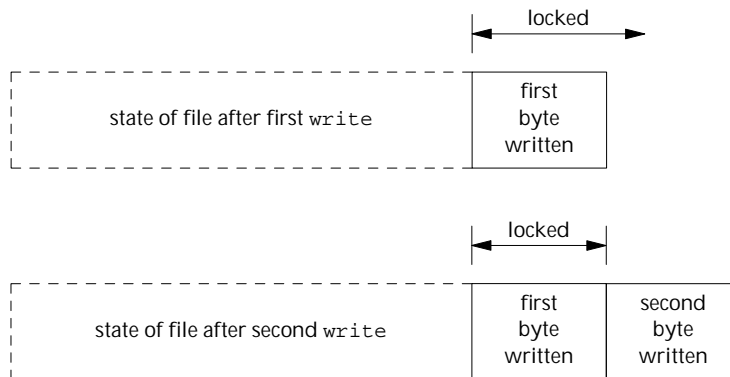 locked
state of file after first write
first
byte
written
locked
state of file after second write
first
byte
written
second
byte
written